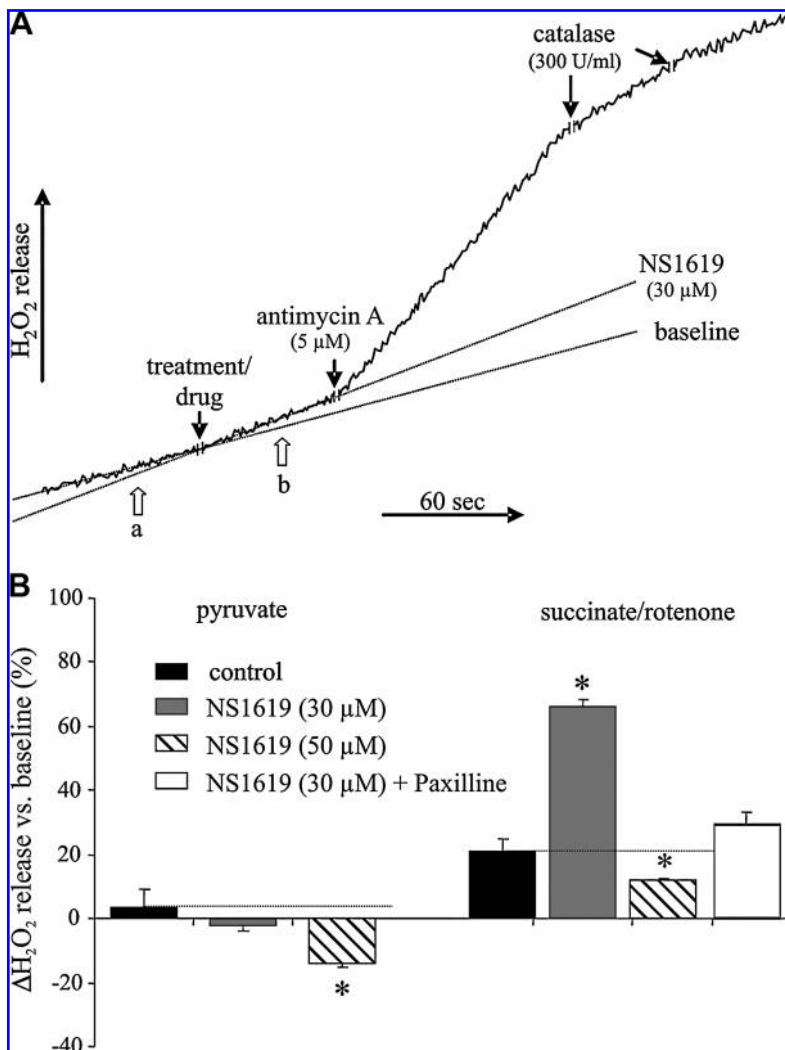 A
catalase
(300 U/ml)
H₂O₂ release
NS1619
(30 µM)
antimycin A
(5 µM)
baseline
treatment/
drug
b
a
60 sec
B
100
80
60
40
20
0
-20
-40
ΔH₂O₂ release vs. baseline (%)
pyruvate
succinate/rotenone
control
NS1619 (30 µM)
NS1619 (50 µM)
NS1619 (30 µM) + Paxilline
*
*
*